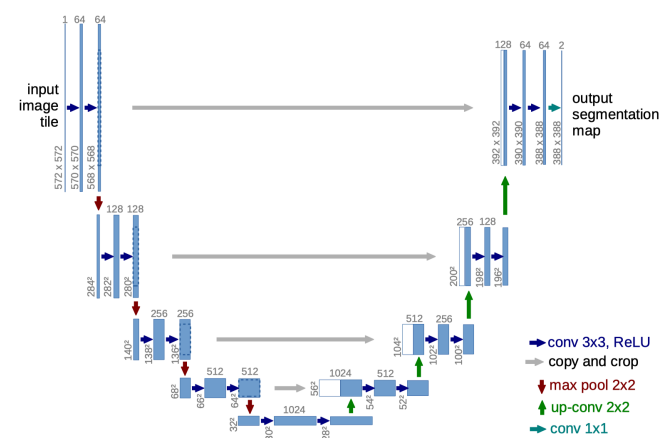 1 64 64
128 64 64 2
input
image
tile
output
segmentation
map
572 x 572
570 x 570
568 x 568
392 x 392
390 x 390
388 x 388
388 x 388
128 128
256 128
284²
282²
280²
200²
198²
196²
256 256
512 256
140²
138²
136²
104²
102²
100²
512 512
1024 512
68²
66²
64²
56²
54²
52²
1024
32²
30²
28²
conv 3x3, ReLU
copy and crop
max pool 2x2
up-conv 2x2
conv 1x1